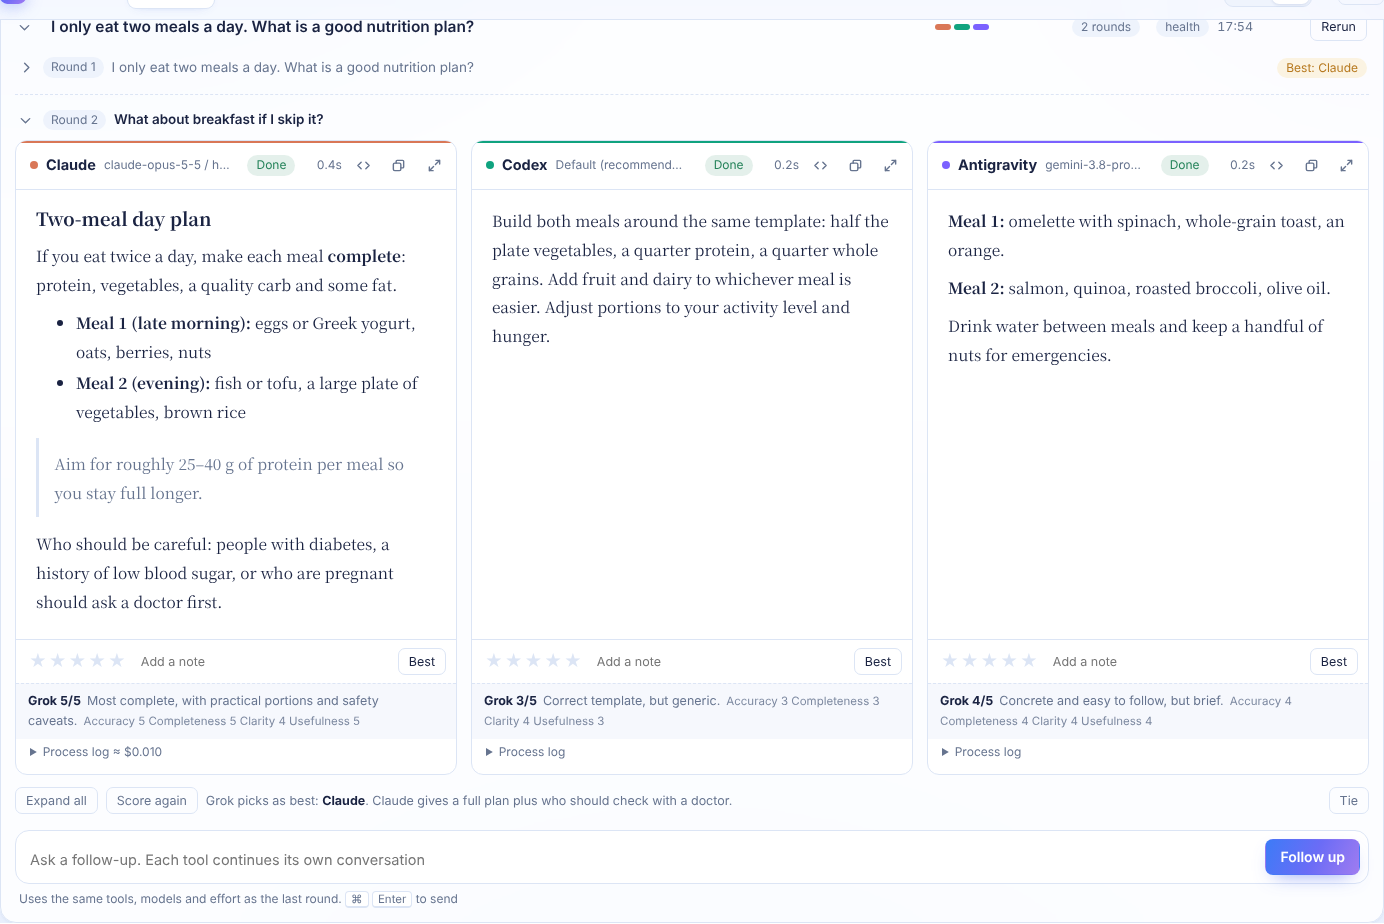 I only eat two meals a day. What is a good nutrition plan?
2 rounds
health
17:54
Rerun
Round 1
I only eat two meals a day. What is a good nutrition plan?
Best: Claude
Round 2
What about breakfast if I skip it?
Claude
claude-opus-5-5 / h...
Done
0.4s
Two-meal day plan
If you eat twice a day, make each meal complete:
protein, vegetables, a quality carb and some fat.
• Meal 1 (late morning): eggs or Greek yogurt,
oats, berries, nuts
• Meal 2 (evening): fish or tofu, a large plate of
vegetables, brown rice
Aim for roughly 25–40 g of protein per meal so
you stay full longer.
Who should be careful: people with diabetes, a
history of low blood sugar, or who are pregnant
should ask a doctor first.
Add a note
Best
Grok 5/5 Most complete, with practical portions and safety
caveats. Accuracy 5 Completeness 5 Clarity 4 Usefulness 5
Process log ≈ $0.010
Codex
Default (recommend...
Done
0.2s
Build both meals around the same template: half the
plate vegetables, a quarter protein, a quarter whole
grains. Add fruit and dairy to whichever meal is
easier. Adjust portions to your activity level and
hunger.
Add a note
Best
Grok 3/5 Correct template, but generic. Accuracy 3 Completeness 3
Clarity 4 Usefulness 3
Process log
Antigravity
gemini-3.8-pro...
Done
0.2s
Meal 1: omelette with spinach, whole-grain toast, an
orange.
Meal 2: salmon, quinoa, roasted broccoli, olive oil.
Drink water between meals and keep a handful of
nuts for emergencies.
Add a note
Best
Grok 4/5 Concrete and easy to follow, but brief. Accuracy 4
Completeness 4 Clarity 4 Usefulness 4
Process log
Expand all
Score again
Grok picks as best: Claude. Claude gives a full plan plus who should check with a doctor.
Tie
Ask a follow-up. Each tool continues its own conversation
Follow up
Uses the same tools, models and effort as the last round. ⌘ Enter to send